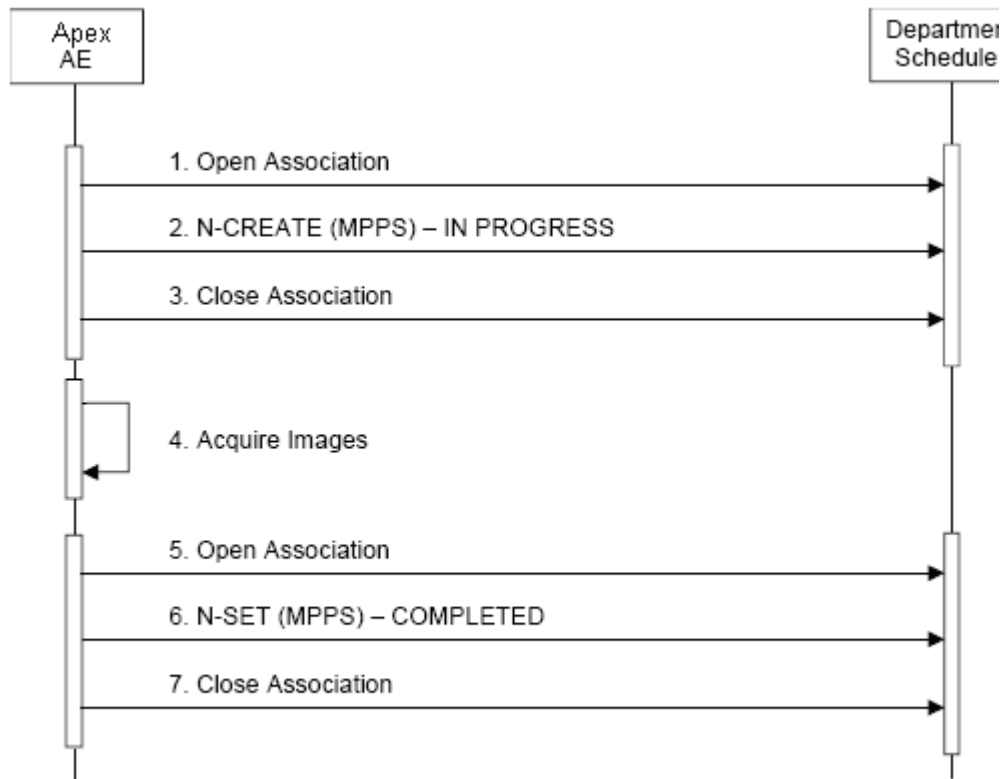 Apex
AE
Departmen
Schedule
1. Open Association
2. N-CREATE (MPPS) – IN PROGRESS
3. Close Association
4. Acquire Images
5. Open Association
6. N-SET (MPPS) – COMPLETED
7. Close Association